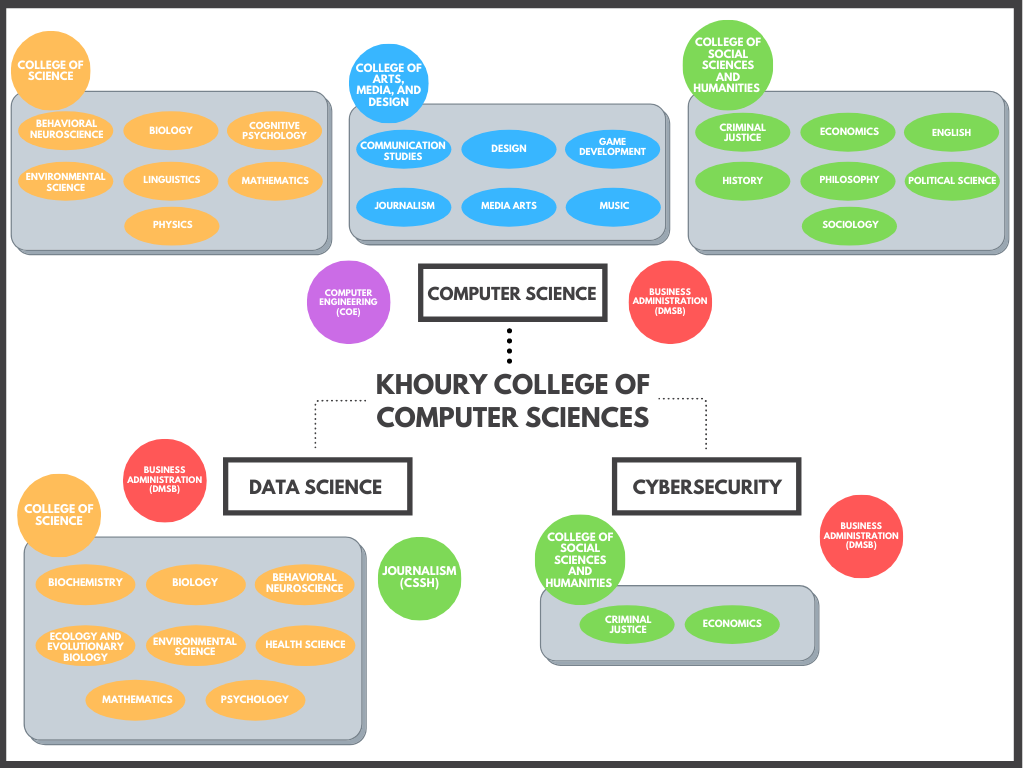 COLLEGE OF
SCIENCE
BEHAVIORAL
NEUROSCIENCE
BIOLOGY
COGNITIVE
PSYCHOLOGY
ENVIRONMENTAL
SCIENCE
LINGUISTICS
MATHEMATICS
PHYSICS
COLLEGE OF
ARTS,
MEDIA, AND
DESIGN
COMMUNICATION
STUDIES
DESIGN
GAME
DEVELOPMENT
JOURNALISM
MEDIA ARTS
MUSIC
COLLEGE OF
SOCIAL
SCIENCES
AND
HUMANITIES
CRIMINAL
JUSTICE
ECONOMICS
ENGLISH
HISTORY
PHILOSOPHY
POLITICAL SCIENCE
SOCIOLOGY
COMPUTER
ENGINEERING
(COE)
COMPUTER SCIENCE
BUSINESS
ADMINISTRATION
(DMSB)
KHOURY COLLEGE OF
COMPUTER SCIENCES
BUSINESS
ADMINISTRATION
(DMSB)
DATA SCIENCE
COLLEGE OF
SCIENCE
BIOCHEMISTRY
BIOLOGY
BEHAVIORAL
NEUROSCIENCE
ECOLOGY AND
EVOLUTIONARY
BIOLOGY
ENVIRONMENTAL
SCIENCE
HEALTH SCIENCE
MATHEMATICS
PSYCHOLOGY
JOURNALISM
(CSSH)
CYBERSECURITY
COLLEGE OF
SOCIAL
SCIENCES
AND
HUMANITIES
CRIMINAL
JUSTICE
ECONOMICS
BUSINESS
ADMINISTRATION
(DMSB)